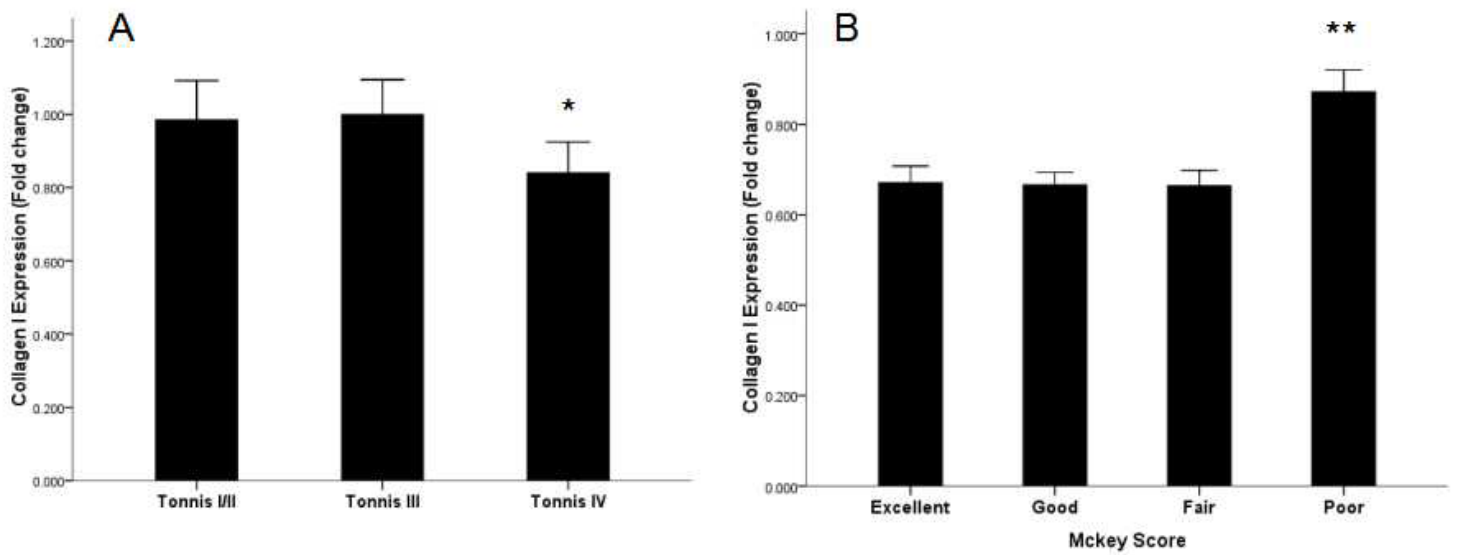 A
Collagen I Expression (Fold change)
1.200
1.000
0.800
0.600
0.400
0.200
0.000
*
Tonnis I/II Tonnis III Tonnis IV
B
Collagen I Expression (Fold change)
1.000
0.800
0.600
0.400
0.200
0.000
**
Excellent Good Fair Poor
Mckey Score